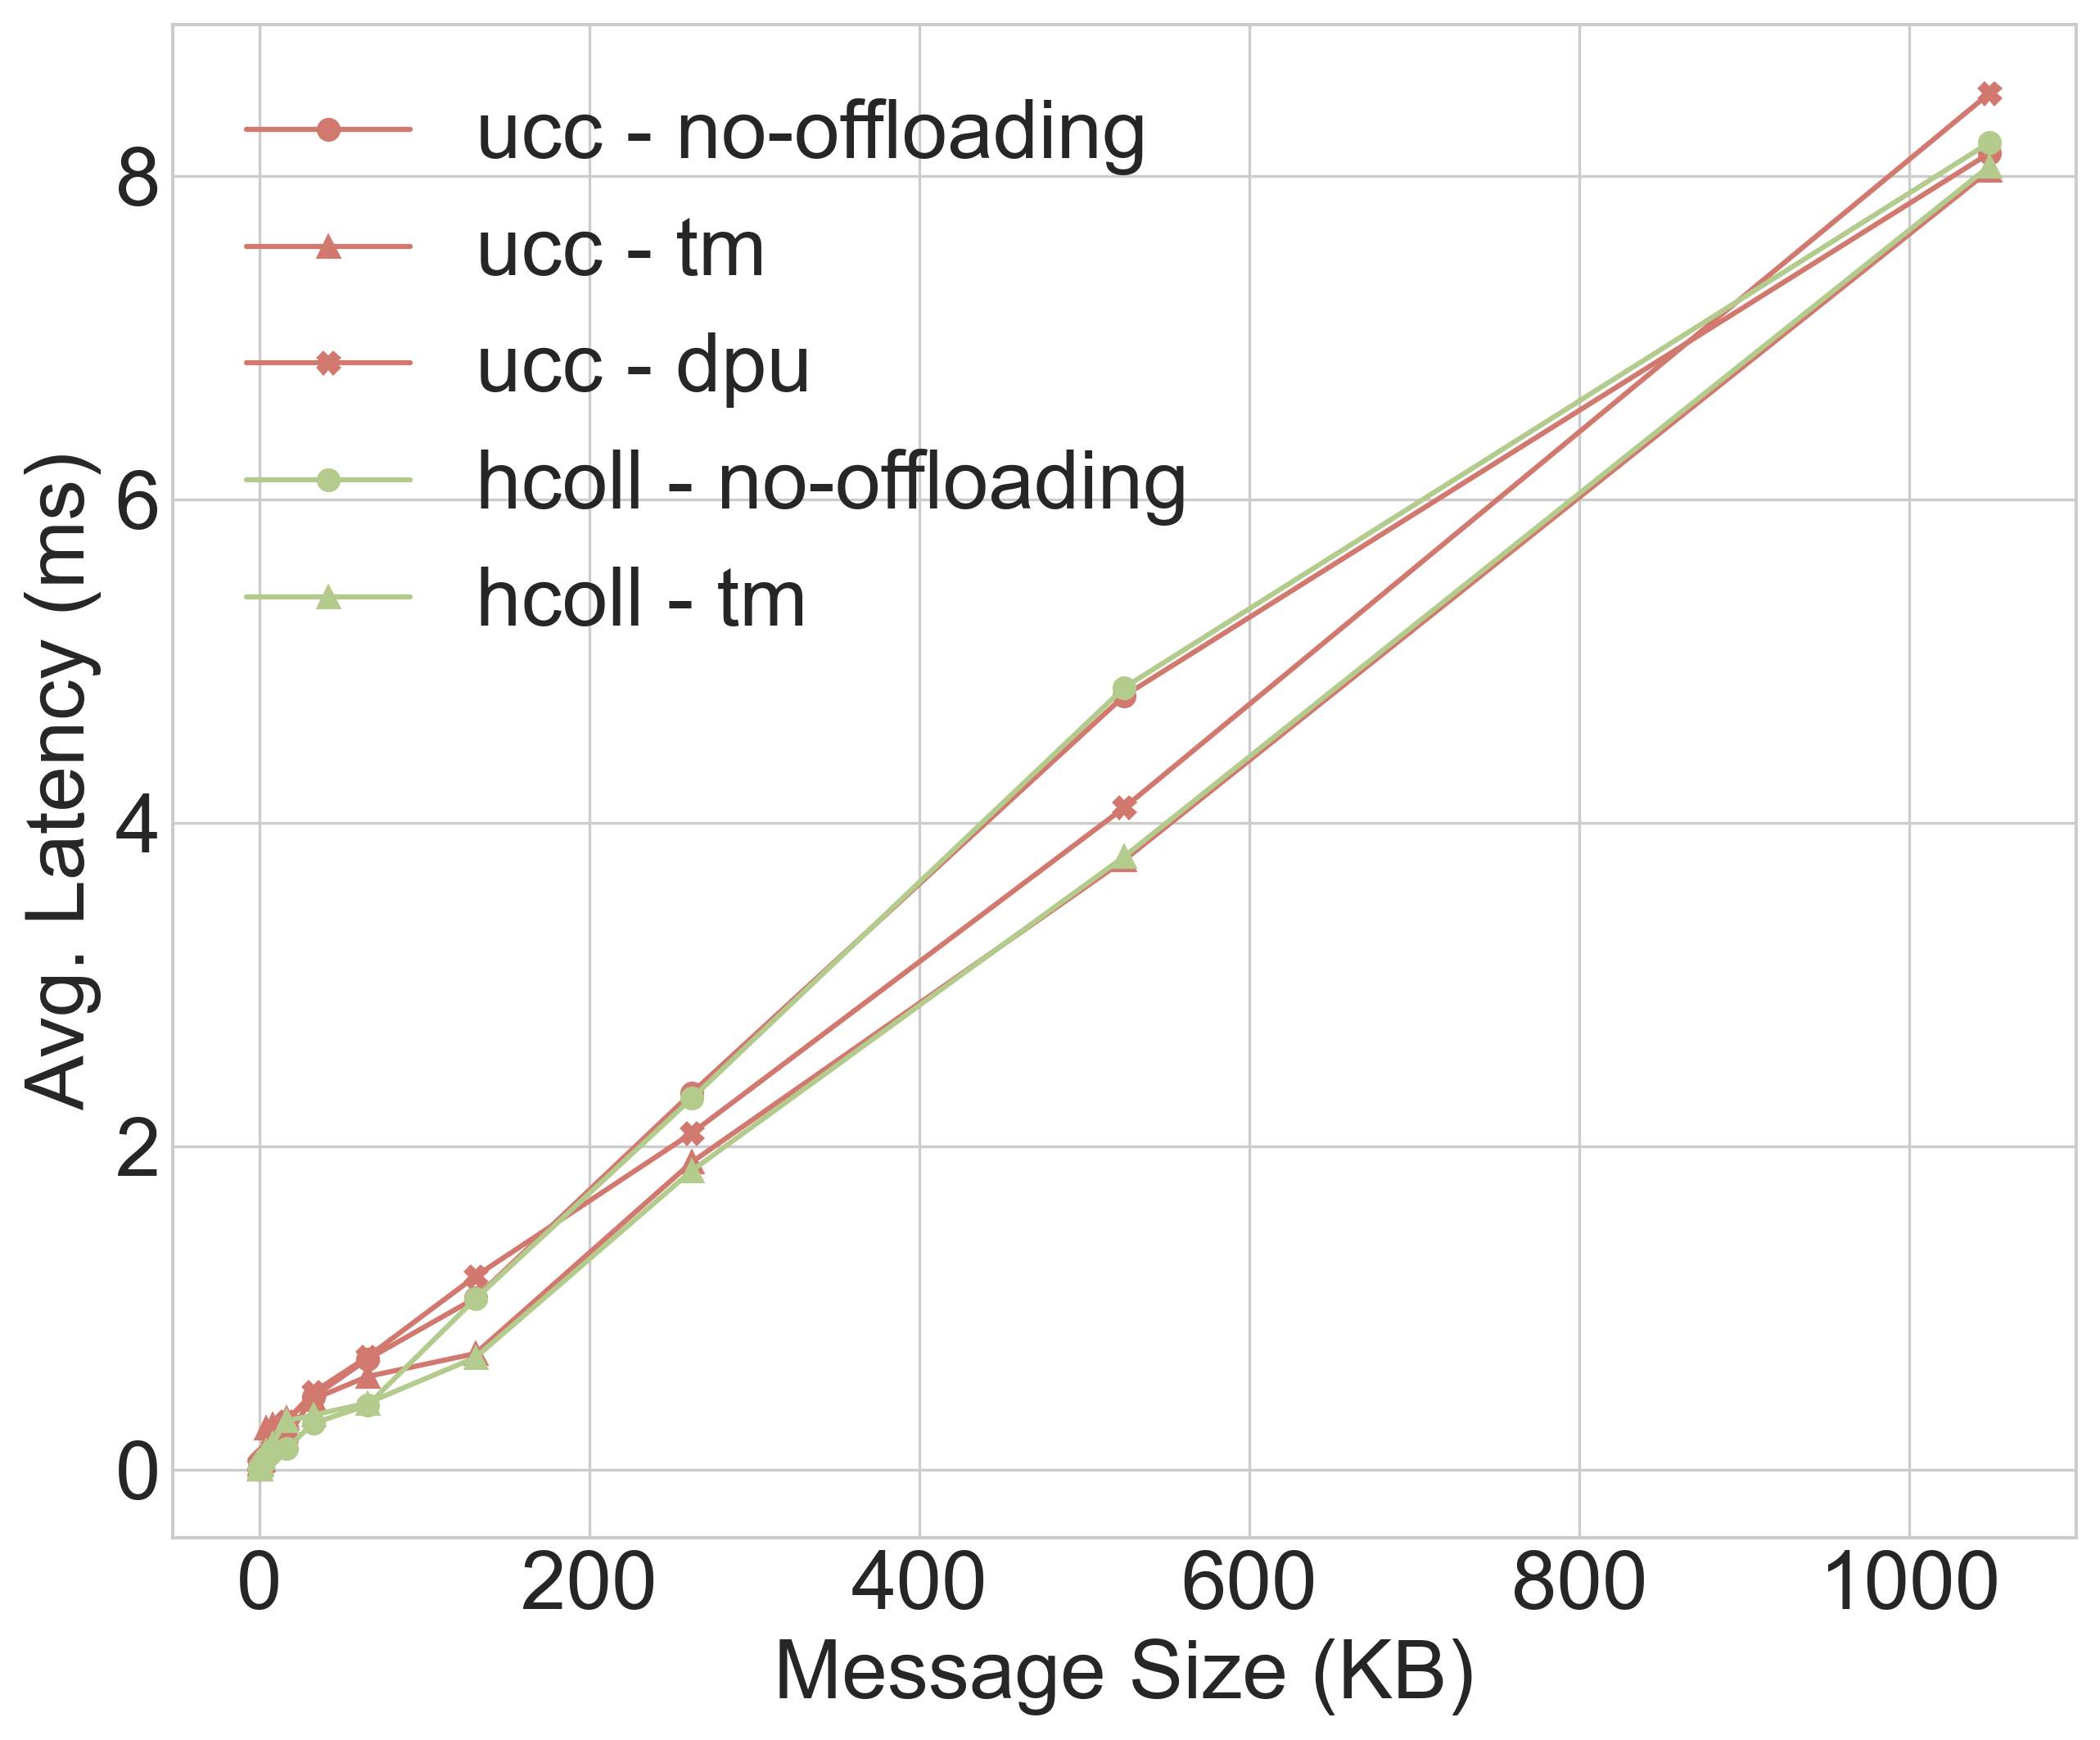 ucc - no-offloading
ucc - tm
ucc - dpu
hcoll - no-offloading
hcoll - tm
Avg. Latency (ms)
8
6
4
2
0
0 200 400 600 800 1000
Message Size (KB)